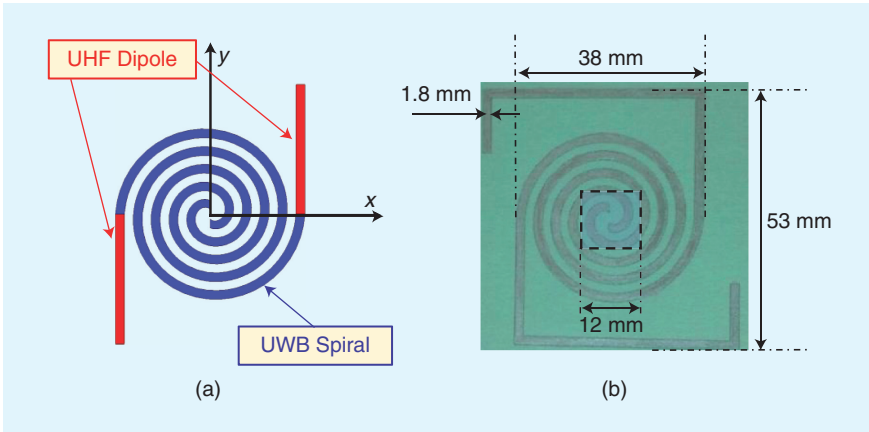 UHF Dipole
y
x
UWB Spiral
(a)
38 mm
1.8 mm
53 mm
12 mm
(b)